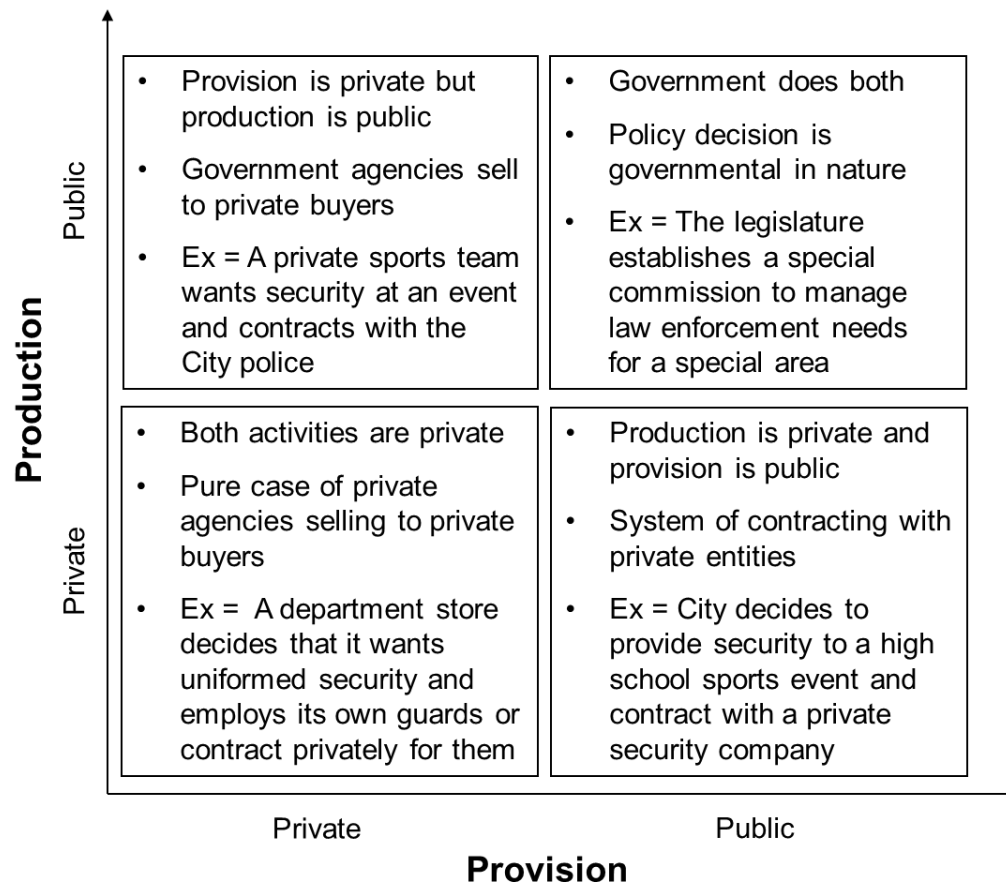 Production
Public
Private
• Provision is private but
production is public
• Government agencies sell
to private buyers
• Ex = A private sports team
wants security at an event
and contracts with the
City police
• Government does both
• Policy decision is
governmental in nature
• Ex = The legislature
establishes a special
commission to manage
law enforcement needs
for a special area
• Both activities are private
• Pure case of private
agencies selling to private
buyers
• Ex = A department store
decides that it wants
uniformed security and
employs its own guards or
contract privately for them
• Production is private and
provision is public
• System of contracting with
private entities
• Ex = City decides to
provide security to a high
school sports event and
contract with a private
security company
Private
Public
Provision